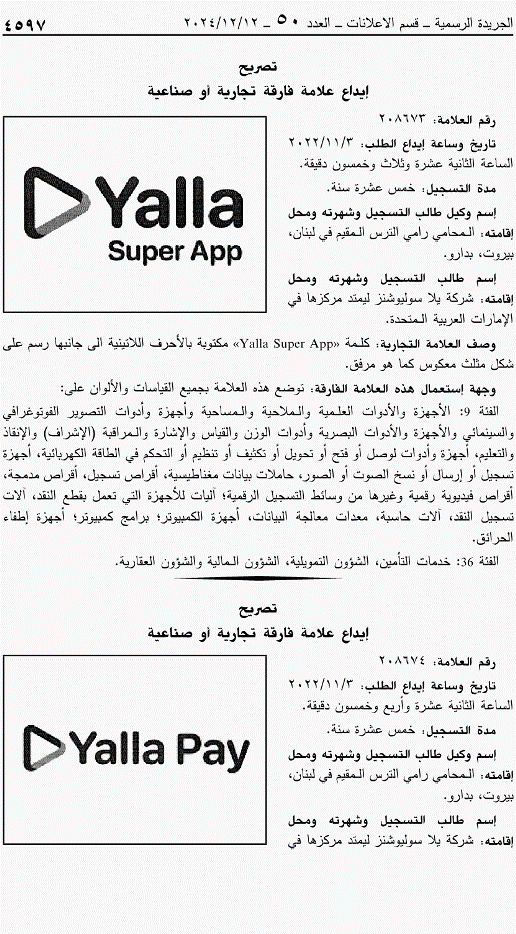 الجريدة الرسمية ــ قسم الاعلانات ــ العدد ٥٠ ــ ٢٠٢٤/١٢/١٢
٤٥٩٧
تصريح
إيداع علامة فارقة تجارية أو صناعية
Yalla
Super App
رقم العلامة: ٢٠٨٦٧٣
تاريخ وساعة إيداع الطلب: ٢٠٢٢/١١/٣
الساعة الثانية عشرة وثلاث وخمسون دقيقة.
مدة التسجيل: خمس عشرة سنة.
إسم وكيل طالب التسجيل وشهرته ومحل
إقامته: المحامي رامي الترس المقيم في لبنان،
بيروت، بدارو.
إسم طالب التسجيل وشهرته ومحل
إقامته: شركة يلا سوليوشنز ليمتد مركزها في
الإمارات العربية المتحدة.
وصف العلامة التجارية: كلمة «Yalla Super App» مكتوبة بالأحرف اللاتينية الى جانبها رسم على
شكل مثلث معكوس كما هو مرفق.
وجهة إستعمال هذه العلامة الفارقة: توضع هذه العلامة بجميع القياسات والألوان على:
الفئة 9: الأجهزة والأدوات العلمية والملاحية والمساحية وأجهزة وأدوات التصوير الفوتوغرافي
والسينمائي والأجهزة والأدوات البصرية وأدوات الوزن والقياس والإشارة والمراقبة (الإشراف) والإنقاذ
والتعليم، أجهزة وأدوات لوصل أو فتح أو تحويل أو تكثيف أو تنظيم أو التحكم في الطاقة الكهربائية، أجهزة
تسجيل أو إرسال أو نسخ الصوت أو الصور، حاملات بيانات مغناطيسية، أقراص تسجيل، أقراص مدمجة،
أقراص فيديوية رقمية وغيرها من وسائط التسجيل الرقمية؛ آليات للأجهزة التي تعمل بقطع النقد، آلات
تسجيل النقد، آلات حاسبة، معدات معالجة البيانات، أجهزة الكمبيوتر؛ برامج كمبيوتر؛ أجهزة إطفاء
الحرائق.
الفئة 36: خدمات التأمين، الشؤون التمويلية، الشؤون المالية والشؤون العقارية.
تصريح
إيداع علامة فارقة تجارية أو صناعية
Yalla Pay
رقم العلامة: ٢٠٨٦٧٤
تاريخ وساعة إيداع الطلب: ٢٠٢٢/١١/٣
الساعة الثانية عشرة وأربع وخمسون دقيقة.
مدة التسجيل: خمس عشرة سنة.
إسم وكيل طالب التسجيل وشهرته ومحل
إقامته: المحامي رامي الترس المقيم في لبنان،
بيروت، بدارو.
إسم طالب التسجيل وشهرته ومحل
إقامته: شركة يلا سوليوشنز ليمتد مركزها في